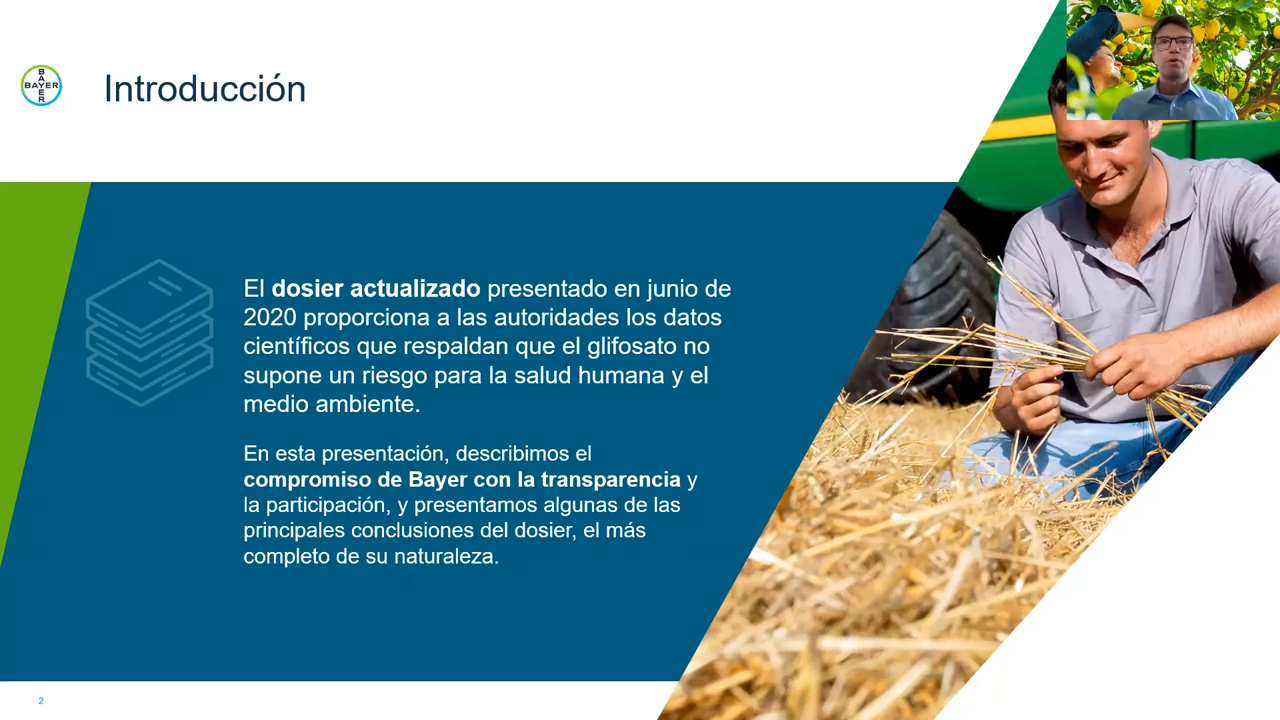 BAYER
BAYER
Introducción
El dosier actualizado presentado en junio de
2020 proporciona a las autoridades los datos
científicos que respaldan que el glifosato no
supone un riesgo para la salud humana y el
medio ambiente.
En esta presentación, describimos el
compromiso de Bayer con la transparencia y
la participación, y presentamos algunas de las
principales conclusiones del dosier, el más
completo de su naturaleza.
2